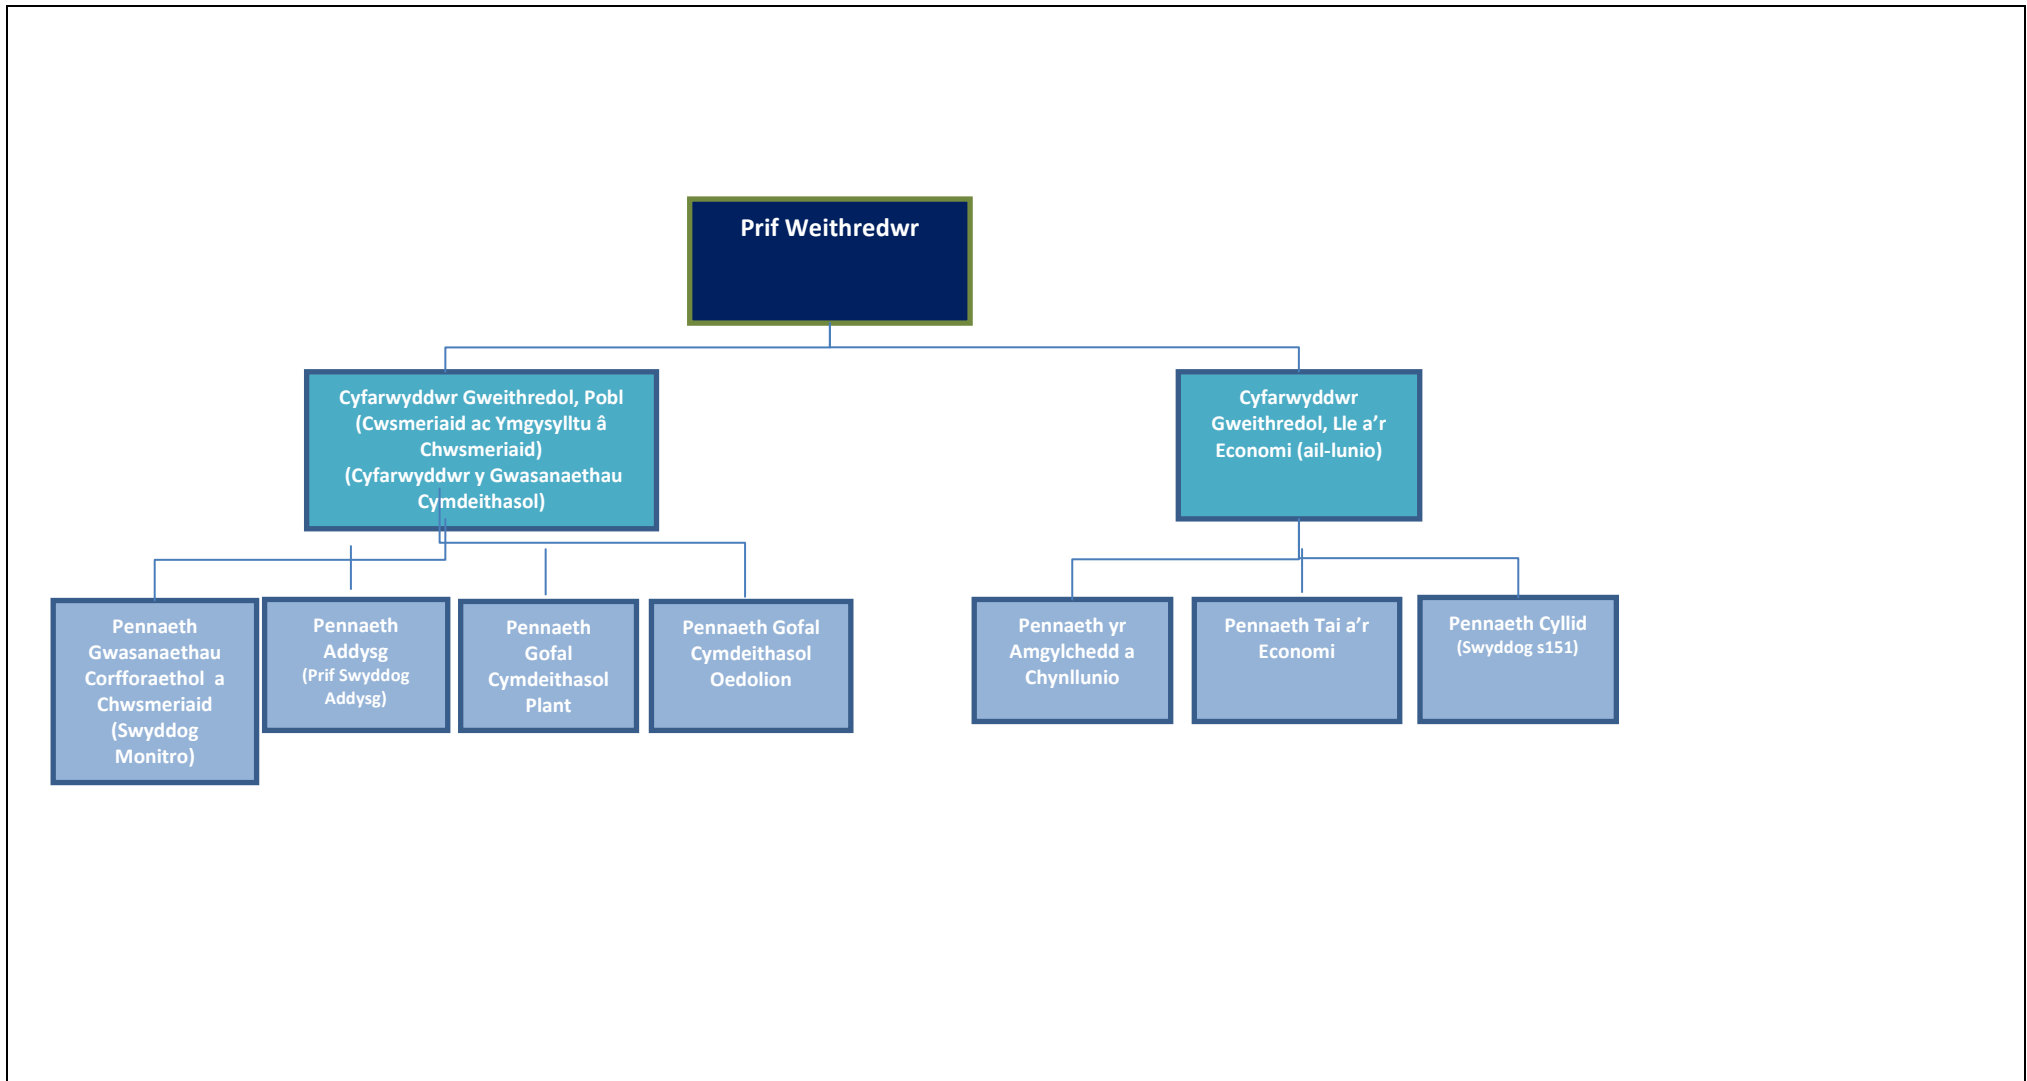 Prif Weithredwr
Cyfarwyddwr Gweithredol, Pobl
(Cwsmeriaid ac Ymgysylltu â
Chwsmeriaid)
(Cyfarwyddwr y Gwasanaethau
Cymdeithasol)
Cyfarwyddwr
Gweithredol, Lle a’r
Economi (ail-lunio)
Pennaeth
Gwasanaethau
Corfforaethol a
Chwsmeriaid
(Swyddog
Monitro)
Pennaeth
Addysg
(Prif Swyddog
Addysg)
Pennaeth
Gofal
Cymdeithasol
Plant
Pennaeth Gofal
Cymdeithasol
Oedolion
Pennaeth yr
Amgylchedd a
Chynllunio
Pennaeth Tai a’r
Economi
Pennaeth Cyllid
(Swyddog s151)